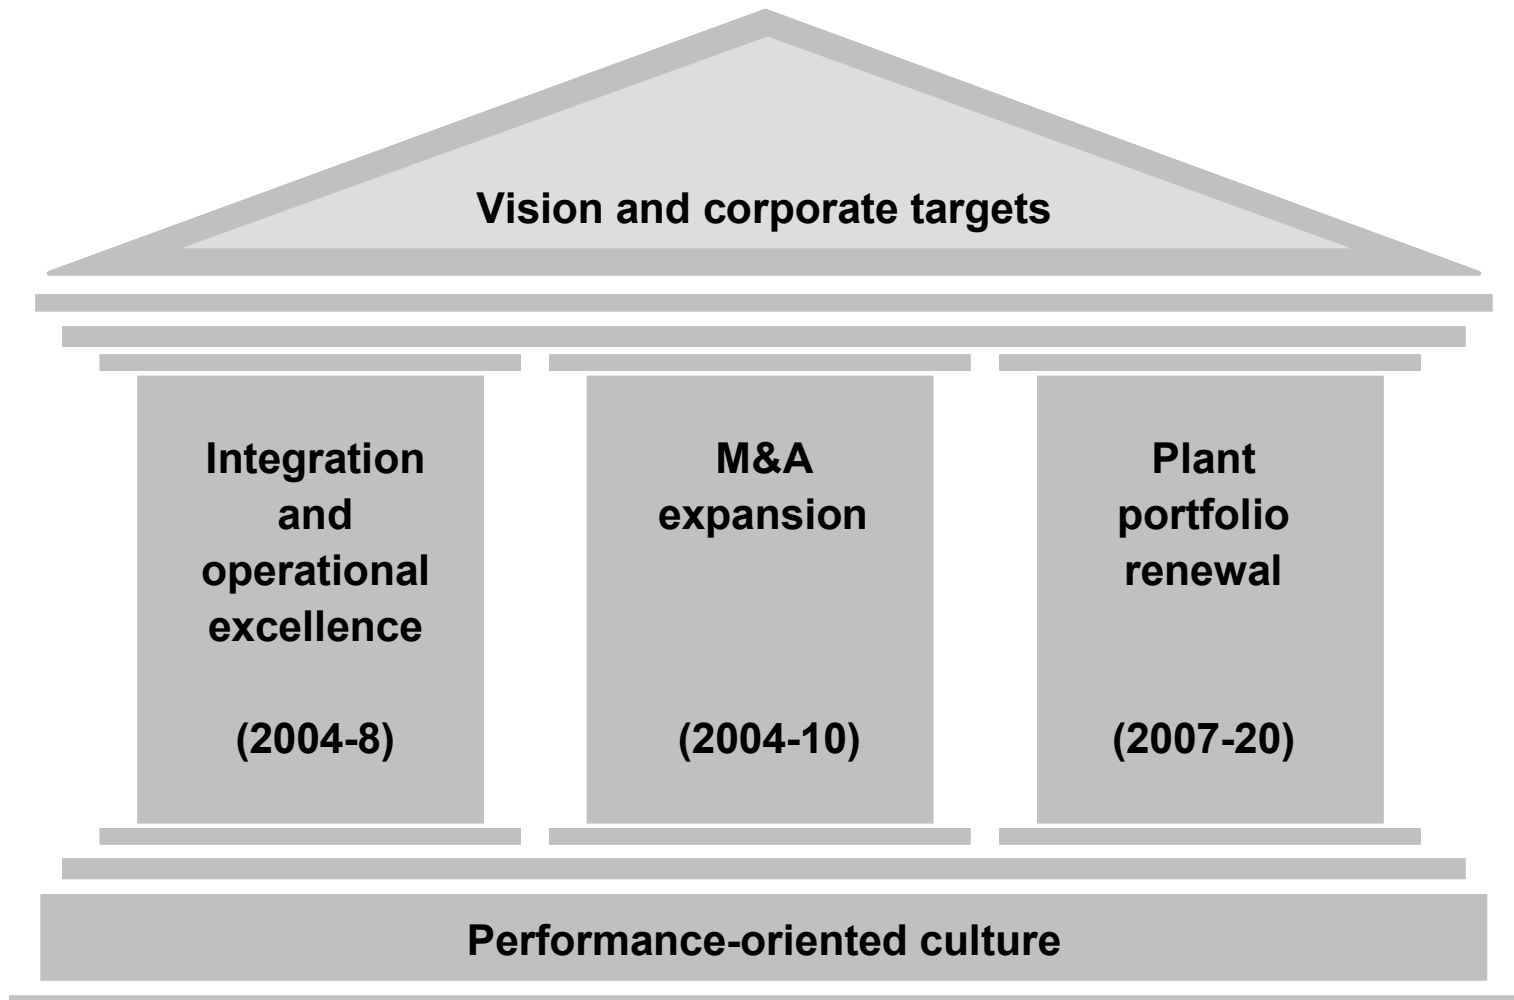 Vision and corporate targets
Integration
and
operational
excellence
(2004-8)
M&A
expansion
(2004-10)
Plant
portfolio
renewal
(2007-20)
Performance-oriented culture